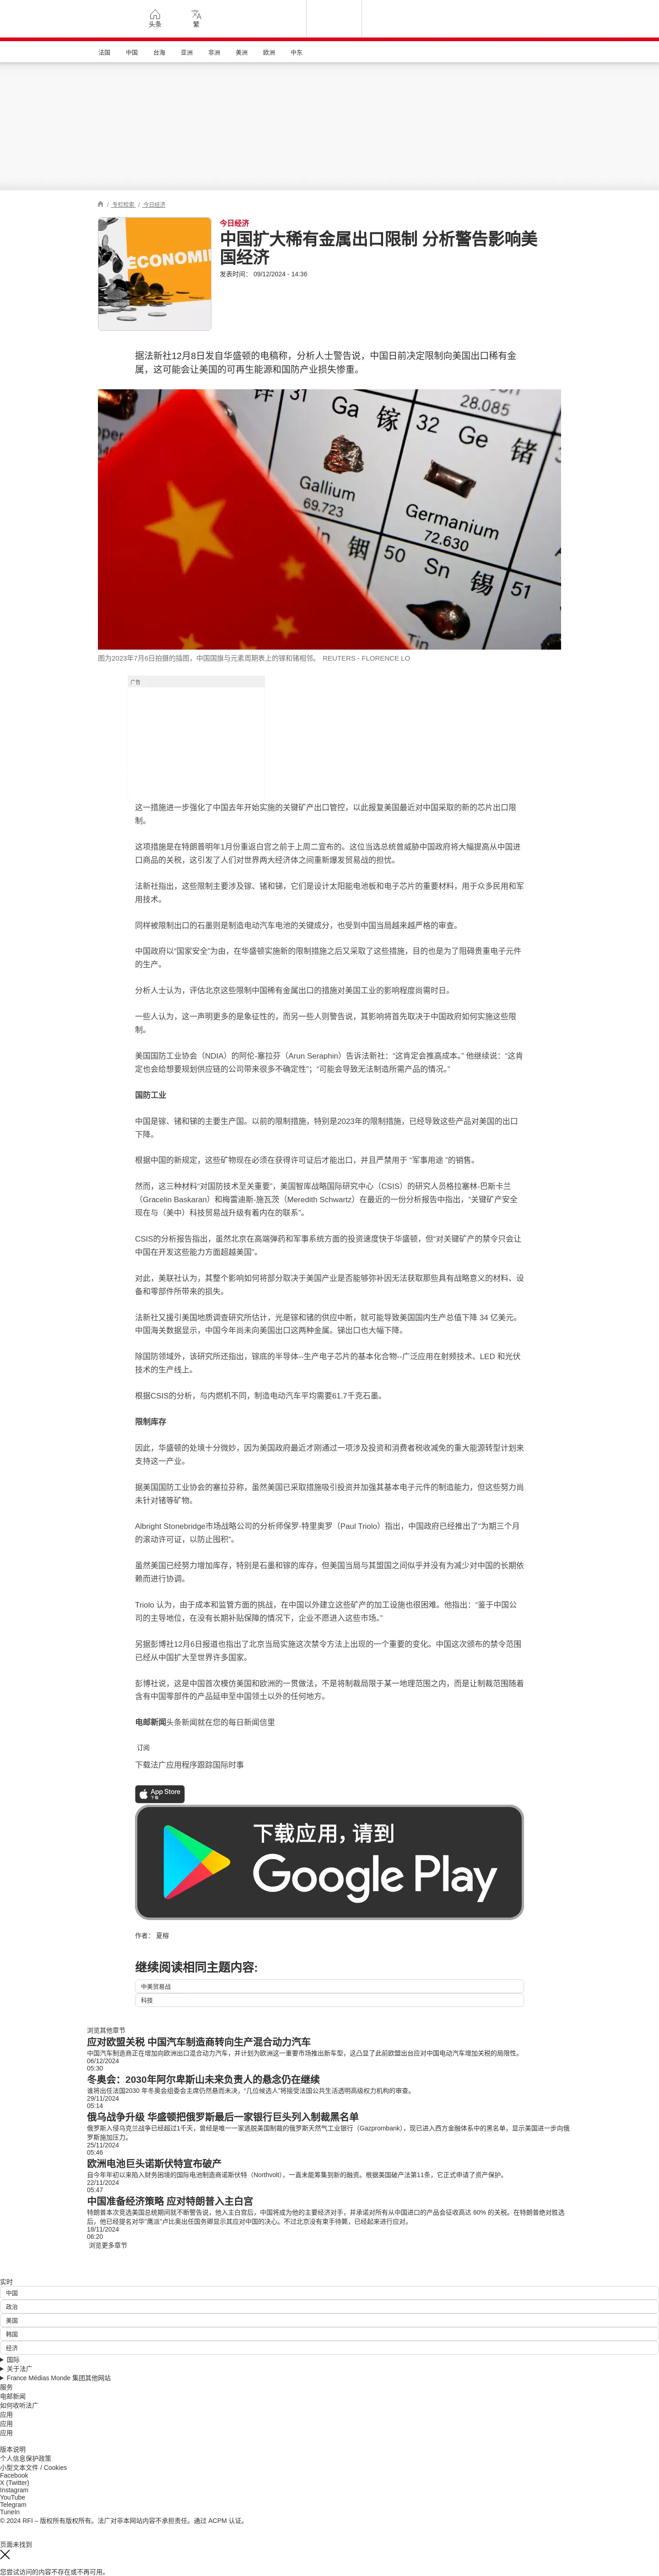 头条
繁
法国 中国 台海 亚洲 非洲 美洲 欧洲 中东
/ 专栏检索 / 今日经济
ECONOMIE
今日经济
中国扩大稀有金属出口限制 分析警告影响美
国经济
发表时间： 09/12/2024 - 14:36
据法新社12月8日发自华盛顿的电稿称，分析人士警告说，中国日前决定限制向美国出口稀有金
属，这可能会让美国的可再生能源和国防产业损失惨重。
28.085
Ga 镓
32 Ge 锗
Gallium
69.723
Germanium
72.630
In 铟
50 Sn 锡
图为2023年7月6日拍摄的插图，中国国旗与元素周期表上的镓和锗相邻。 REUTERS - FLORENCE LO
广告
这一措施进一步强化了中国去年开始实施的关键矿产出口管控，以此报复美国最近对中国采取的新的芯片出口限
制。
这项措施是在特朗普明年1月份重返白宫之前于上周二宣布的。这位当选总统曾威胁中国政府将大幅提高从中国进
口商品的关税，这引发了人们对世界两大经济体之间重新爆发贸易战的担忧。
法新社指出，这些限制主要涉及镓、锗和锑，它们是设计太阳能电池板和电子芯片的重要材料，用于众多民用和军
用技术。
同样被限制出口的石墨则是制造电动汽车电池的关键成分，也受到中国当局越来越严格的审查。
中国政府以“国家安全”为由，在华盛顿实施新的限制措施之后又采取了这些措施，目的也是为了阻碍贵重电子元件
的生产。
分析人士认为，评估北京这些限制中国稀有金属出口的措施对美国工业的影响程度尚需时日。
一些人认为，这一声明更多的是象征性的，而另一些人则警告说，其影响将首先取决于中国政府如何实施这些限
制。
美国国防工业协会（NDIA）的阿伦-塞拉芬（Arun Seraphin）告诉法新社：“这肯定会推高成本。” 他继续说：“这肯
定也会给想要规划供应链的公司带来很多不确定性”；“可能会导致无法制造所需产品的情况。”
国防工业
中国是镓、锗和锑的主要生产国。以前的限制措施，特别是2023年的限制措施，已经导致这些产品对美国的出口
下降。
根据中国的新规定，这些矿物现在必须在获得许可证后才能出口，并且严禁用于 “军事用途 ”的销售。
然而，这三种材料“对国防技术至关重要”，美国智库战略国际研究中心（CSIS）的研究人员格拉塞林-巴斯卡兰
（Gracelin Baskaran）和梅雷迪斯-施瓦茨（Meredith Schwartz）在最近的一份分析报告中指出，“关键矿产安全
现在与（美中）科技贸易战升级有着内在的联系”。
CSIS的分析报告指出，虽然北京在高端弹药和军事系统方面的投资速度快于华盛顿，但“对关键矿产的禁令只会让
中国在开发这些能力方面超越美国”。
对此，美联社认为，其整个影响如何将部分取决于美国产业是否能够弥补因无法获取那些具有战略意义的材料、设
备和零部件所带来的损失。
法新社又援引美国地质调查研究所估计，光是镓和锗的供应中断，就可能导致美国国内生产总值下降 34 亿美元。
中国海关数据显示，中国今年尚未向美国出口这两种金属。锑出口也大幅下降。
除国防领域外，该研究所还指出，镓底的半导体--生产电子芯片的基本化合物--广泛应用在射频技术、LED 和光伏
技术的生产线上。
根据CSIS的分析，与内燃机不同，制造电动汽车平均需要61.7千克石墨。
限制库存
因此，华盛顿的处境十分微妙，因为美国政府最近才刚通过一项涉及投资和消费者税收减免的重大能源转型计划来
支持这一产业。
据美国国防工业协会的塞拉芬称，虽然美国已采取措施吸引投资并加强其基本电子元件的制造能力，但这些努力尚
未针对锗等矿物。
Albright Stonebridge市场战略公司的分析师保罗-特里奥罗（Paul Triolo）指出，中国政府已经推出了“为期三个月
的滚动许可证，以防止囤积”。
虽然美国已经努力增加库存，特别是石墨和镓的库存，但美国当局与其盟国之间似乎并没有为减少对中国的长期依
赖而进行协调。
Triolo 认为，由于成本和监管方面的挑战，在中国以外建立这些矿产的加工设施也很困难。他指出：“鉴于中国公
司的主导地位，在没有长期补贴保障的情况下，企业不愿进入这些市场。”
另据彭博社12月6日报道也指出了北京当局实施这次禁令方法上出现的一个重要的变化。中国这次颁布的禁令范围
已经从中国扩大至世界许多国家。
彭博社说，这是中国首次模仿美国和欧洲的一贯做法，不是将制裁局限于某一地理范围之内，而是让制裁范围随着
含有中国零部件的产品延申至中国领土以外的任何地方。
电邮新闻头条新闻就在您的每日新闻信里
订阅
下载法广应用程序跟踪国际时事
App Store
下载
下载应用，请到
Google Play
作者： 夏榕
继续阅读相同主题内容:
中美贸易战
科技
浏览其他章节
应对欧盟关税 中国汽车制造商转向生产混合动力汽车
中国汽车制造商正在增加向欧洲出口混合动力汽车，并计划为欧洲这一重要市场推出新车型，这凸显了此前欧盟出台应对中国电动汽车增加关税的局限性。
06/12/2024
05:30
冬奥会：2030年阿尔卑斯山未来负责人的悬念仍在继续
谁将出任法国2030 年冬奥会组委会主席仍然悬而未决，“几位候选人”将接受法国公共生活透明高级权力机构的审查。
29/11/2024
05:14
俄乌战争升级 华盛顿把俄罗斯最后一家银行巨头列入制裁黑名单
俄罗斯入侵乌克兰战争已经超过1千天，曾经是唯一一家逃脱美国制裁的俄罗斯天然气工业银行（Gazprombank），现已进入西方金融体系中的黑名单，显示美国进一步向俄
罗斯施加压力。
25/11/2024
05:46
欧洲电池巨头诺斯伏特宣布破产
自今年年初以来陷入财务困境的国际电池制造商诺斯伏特（Northvolt），一直未能筹集到新的融资。根据美国破产法第11条，它正式申请了资产保护。
22/11/2024
05:47
中国准备经济策略 应对特朗普入主白宫
特朗普本次竞选美国总统期间就不断警告说，他入主白宫后，中国将成为他的主要经济对手，并承诺对所有从中国进口的产品会征收高达 60% 的关税。在特朗普绝对胜选
后，他已经提名对华“鹰派”卢比奥出任国务卿显示其应对中国的决心。不过北京没有束手待毙，已经起来进行应对。
18/11/2024
06:20
浏览更多章节
实时
中国
政治
美国
韩国
经济
国际
关于法广
France Médias Monde 集团其他网站
服务
电邮新闻
如何收听法广
应用
应用
应用
版本说明
个人信息保护政策
小型文本文件 / Cookies
Facebook
X (Twitter)
Instagram
YouTube
Telegram
TuneIn
© 2024 RFI – 版权所有版权所有。法广对非本网站内容不承担责任。通过 ACPM 认证。
页面未找到
您尝试访问的内容不存在或不再可用。